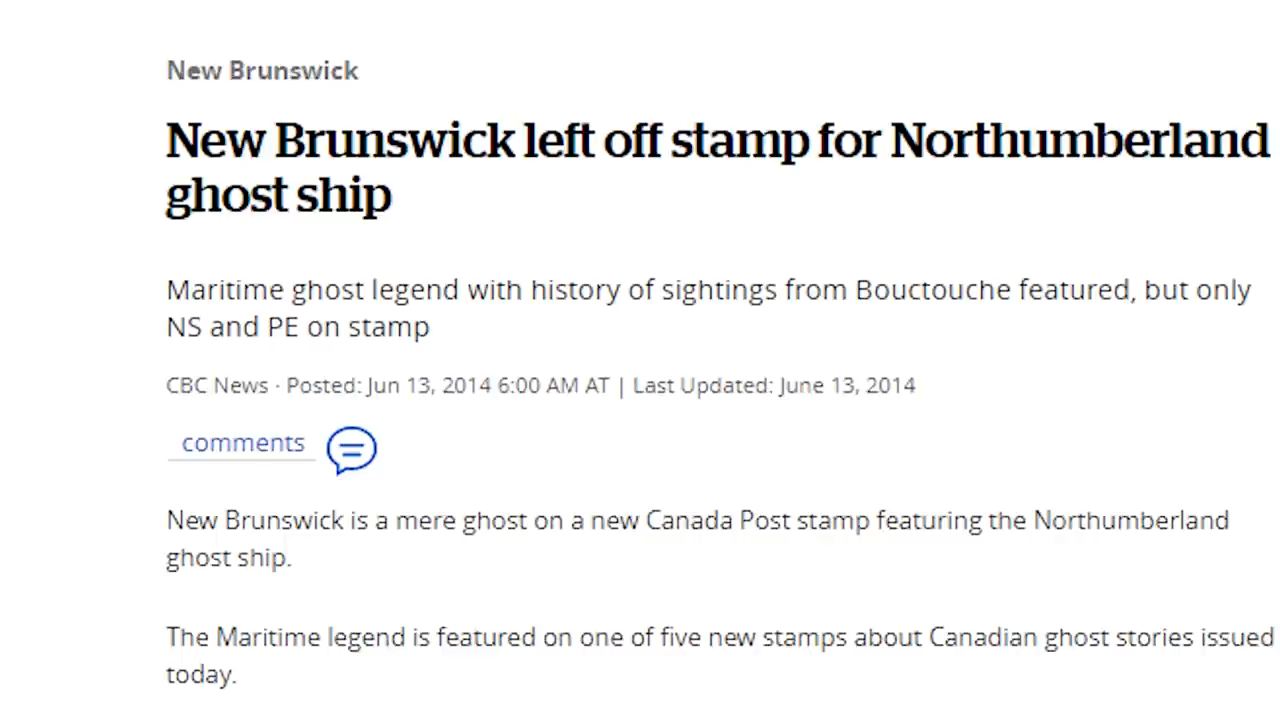 New Brunswick
New Brunswick left off stamp for Northumberland
ghost ship
Maritime ghost legend with history of sightings from Bouctouche featured, but only
NS and PE on stamp
CBC News · Posted: Jun 13, 2014 6:00 AM AT | Last Updated: June 13, 2014
comments
New Brunswick is a mere ghost on a new Canada Post stamp featuring the Northumberland
ghost ship.
The Maritime legend is featured on one of five new stamps about Canadian ghost stories issued
today.